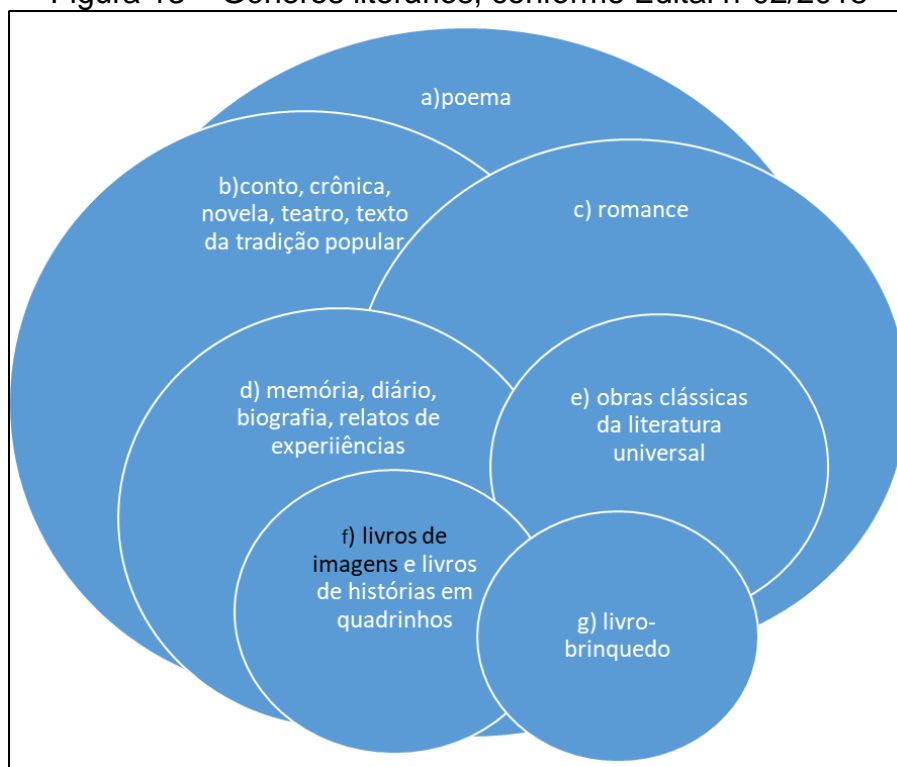 Figura 18 – Gêneros literários, conforme Edital nº 02/2018
a)poema
b)conto, crônica,
novela, teatro, texto
da tradição popular
c) romance
d) memória, diário,
biografia, relatos de
experiiências
e) obras clássicas
da literatura
universal
f) livros de
imagens e livros
de histórias em
quadrinhos
g) livro-
brinquedo